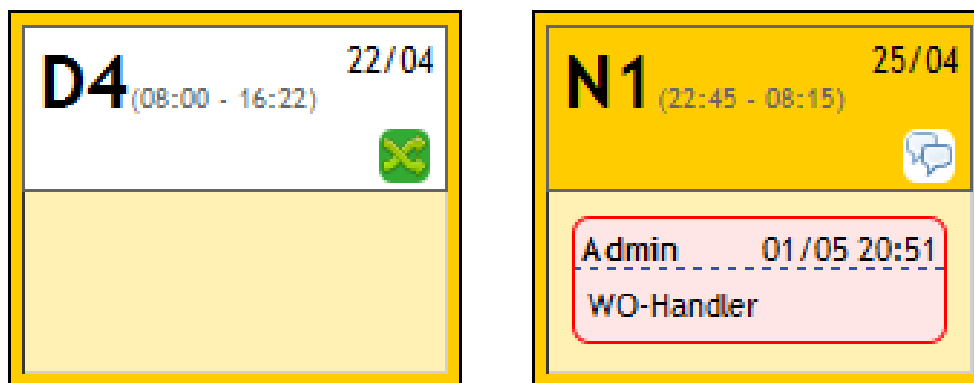 D4 (08:00 - 16:22) 22/04
N1 (22:45 - 08:15) 25/04
Admin 01/05 20:51
WO-Handler